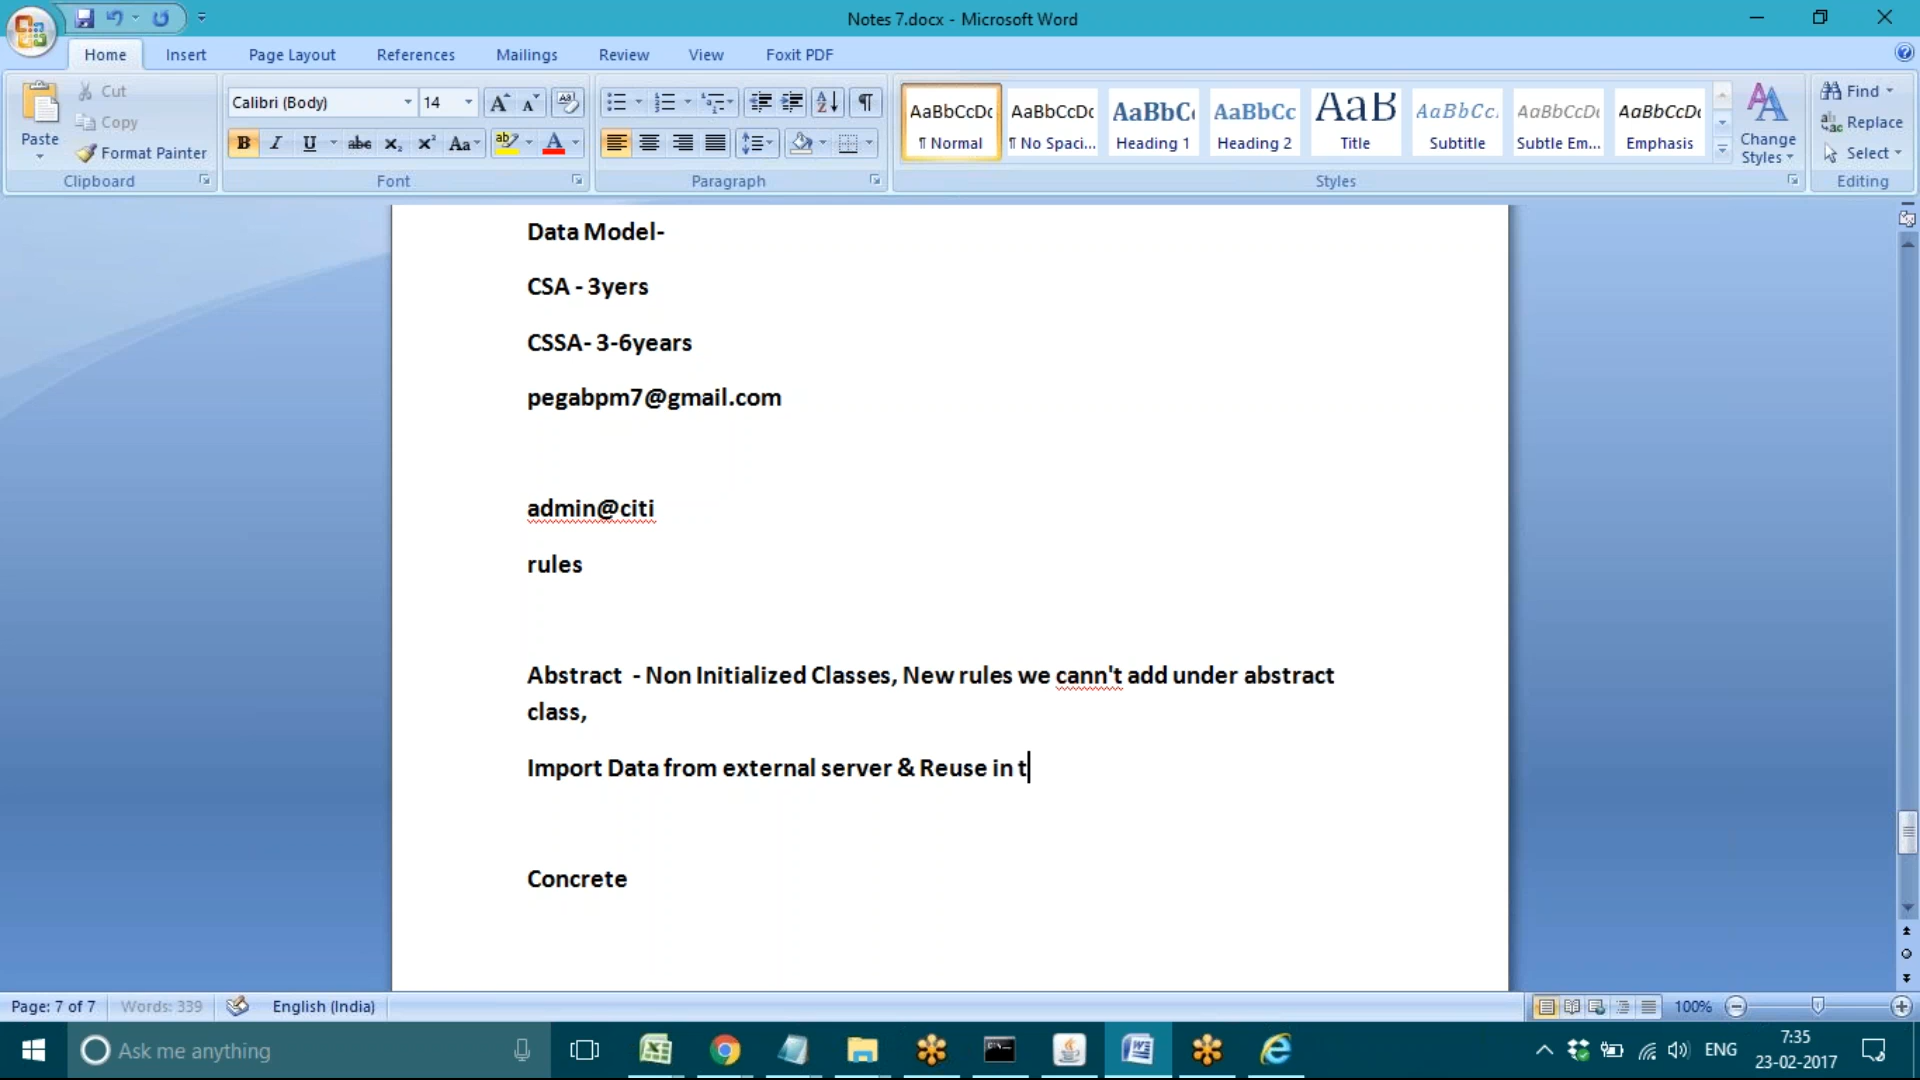 Notes 7.docx - Microsoft Word
Home Insert Page Layout References Mailings Review View Foxit PDF
Paste
Cut
Copy
Format Painter
Clipboard
Calibri (Body) 14
Font
Paragraph
AaBbCcDc AaBbCcDc AaBbC AaBbCc AaB AaBbCc. AaBbCcDc AaBbCcDc
¶ Normal ¶ No Spaci... Heading 1 Heading 2 Title Subtitle Subtle Em... Emphasis
Change
Styles
Styles
Find
Replace
Select
Editing
Data Model-
CSA - 3yers
CSSA- 3-6years
pegabpm7@gmail.com
admin@citi
rules
Abstract - Non Initialized Classes, New rules we cann't add under abstract
class,
Import Data from external server & Reuse in t
Concrete
Page: 7 of 7 Words: 339 English (India) 100%
Ask me anything
ENG
7:35
23-02-2017